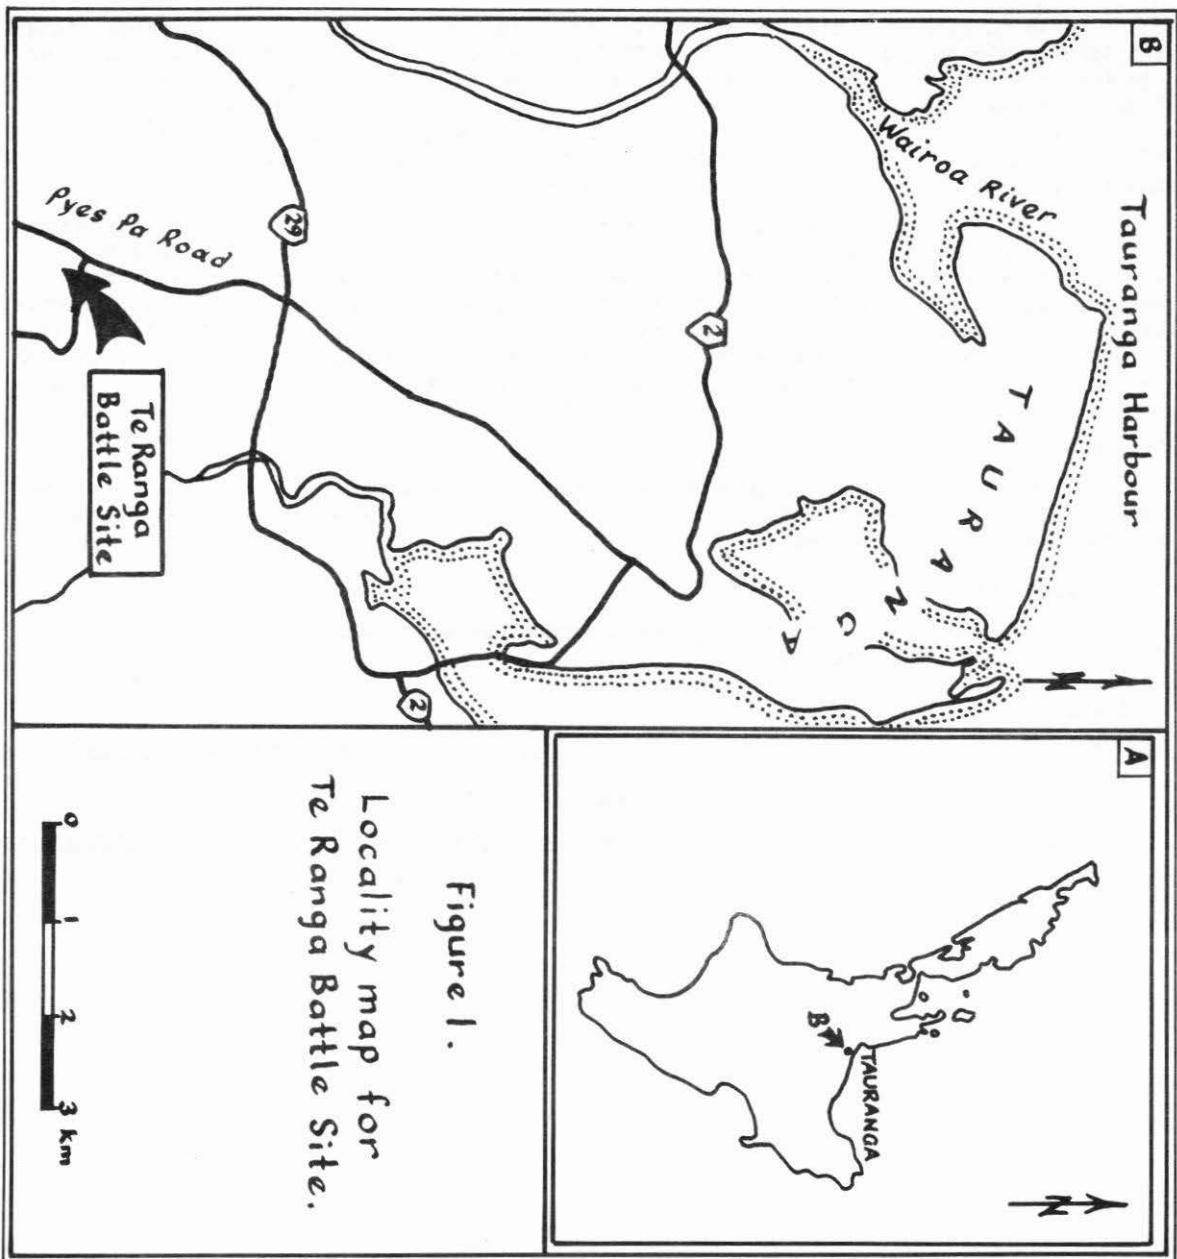 B
Tauranga Harbour
Wairoa River
TAURANGA
N
2
29
2
Pyes Pa Road
Te Ranga
Battle Site
A
N
TAURANGA
B
Figure 1.
Locality map for
Te Ranga Battle Site.
0 1 2 3 km